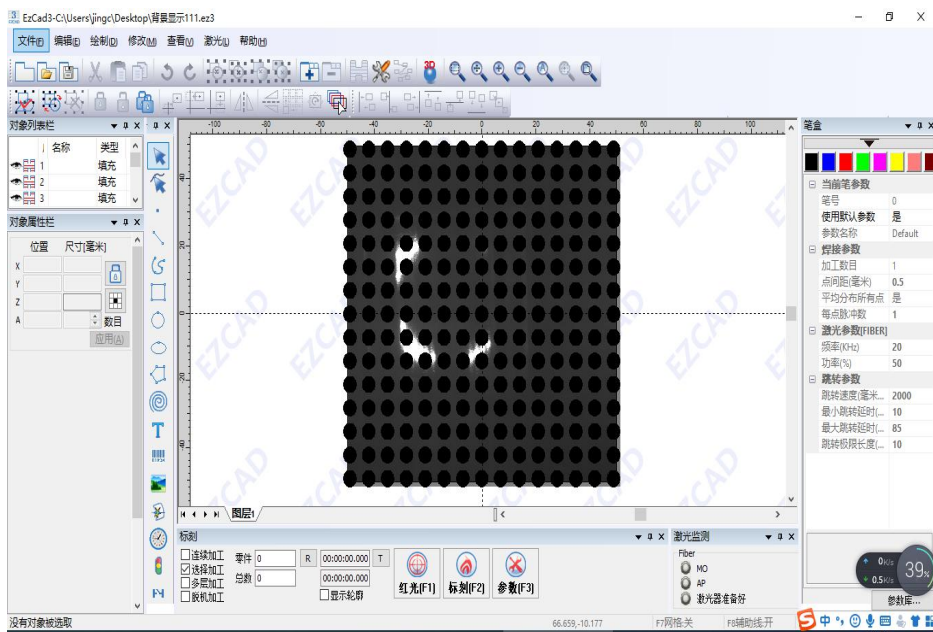 EzCad3-C:\Users\jingc\Desktop\背景显示111.ez3
文件(F) 编辑(E) 绘制(D) 修改(M) 查看(V) 激光(L) 帮助(H)
3D
对象列表栏
名称 类型
1 填充
2 填充
3 填充
对象属性栏
位置 尺寸[毫米]
X
Y
Z
A 数目
应用(A)
T
-100 -80 -60 -40 -20 0 20 40 60 80 100
EZCAD
EZCAD
EZCAD
EZCAD
EZCAD
EZCAD
EZCAD
EZCAD
EZCAD
图层1
标刻
连续加工 零件 0 R 00:00:00.000 T
选择加工
多层加工 总数 0 00:00:00.000
脱机加工 显示轮廓
红光(F1) 标刻(F2) 参数(F3)
激光监测
Fiber
MO
AP
激光器准备好
笔盒
当前笔参数
笔号 0
使用默认参数 是
参数名称 Default
焊接参数
加工数目 1
点间距(毫米) 0.5
平均分布所有点 是
每点脉冲数 1
激光参数[FIBER]
频率(KHz) 20
功率(%) 50
跳转参数
跳转速度(毫米... 2000
最小跳转延时(... 10
最大跳转延时(... 85
跳转极限长度(... 10
0K/s
0.5K/s
39%
参数库...
没有对象被选取 66.659,-10.177 F7网格:关 F8辅助线:开
S 中